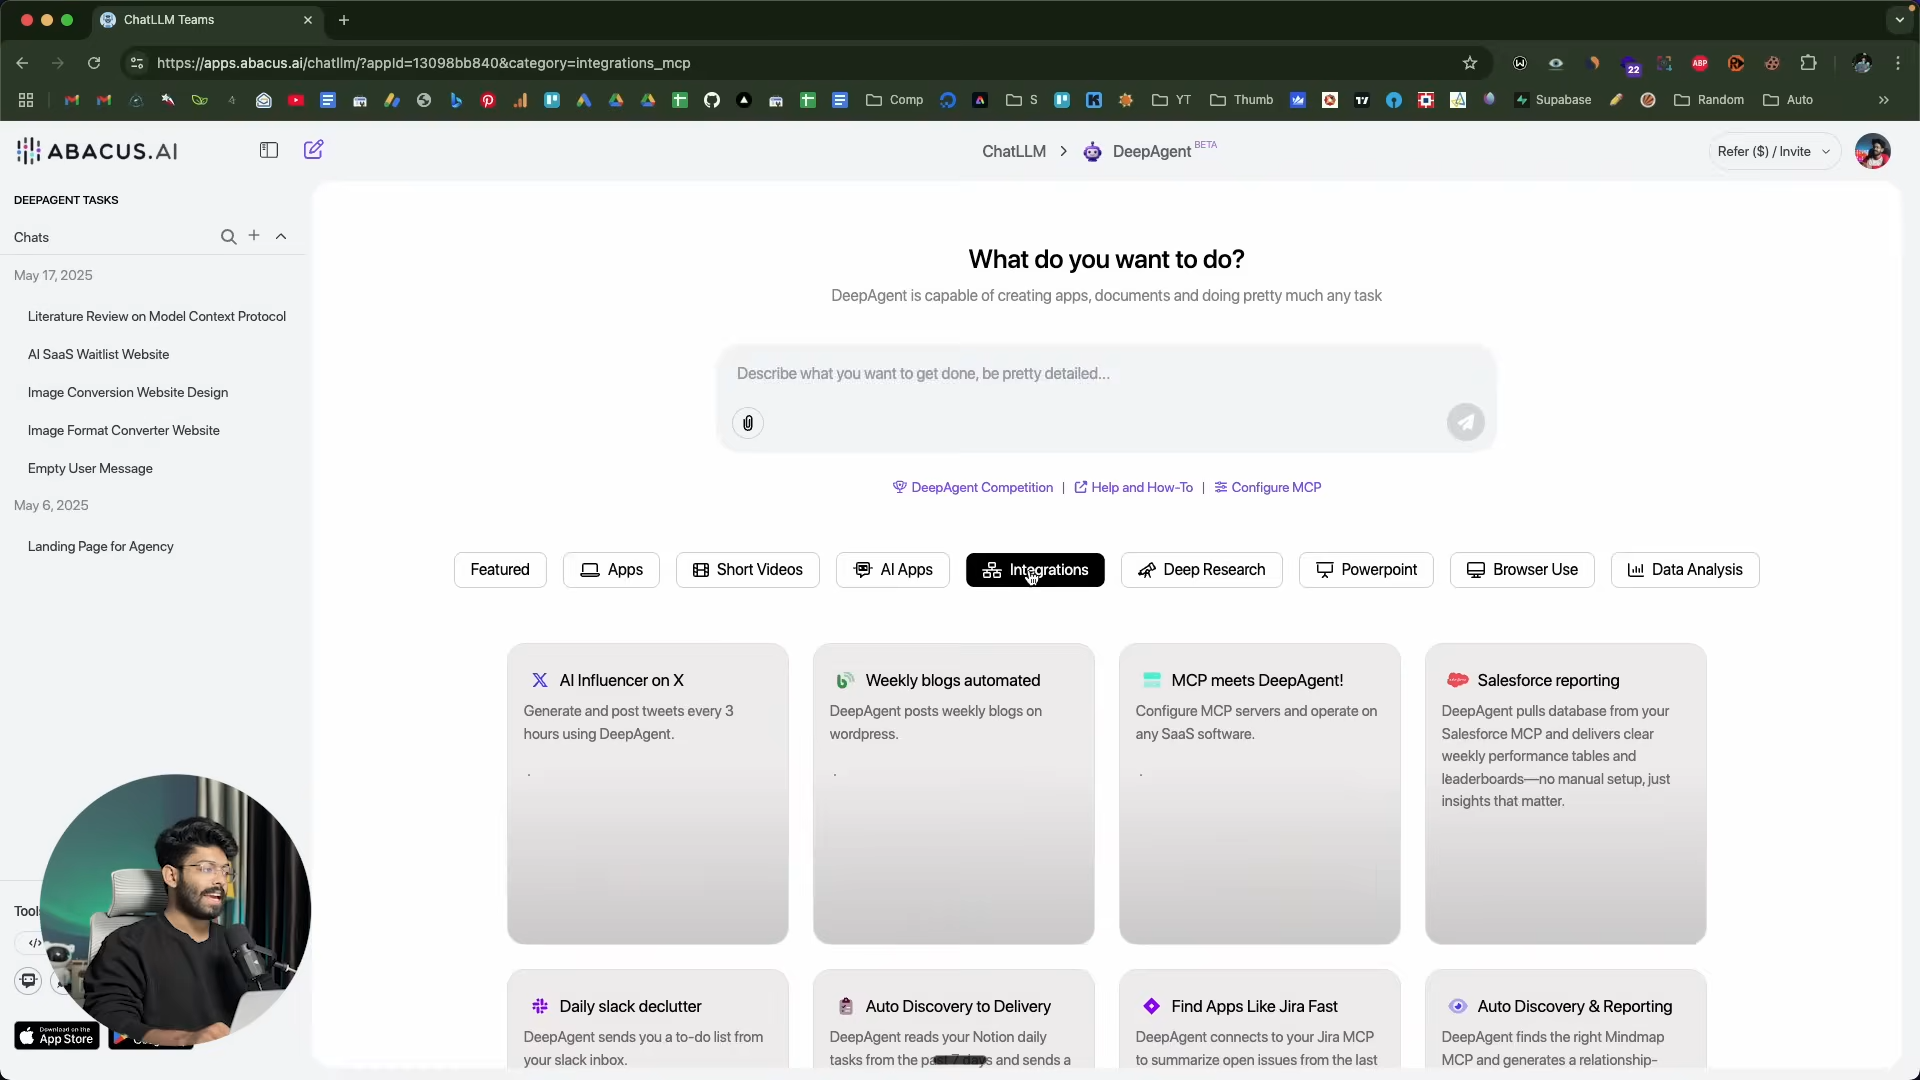 ChatLLM Teams
https://apps.abacus.ai/chatllm/?appId=13098bb840&category=integrations_mcp
22
ABP
Comp
S
YT
Thumb
Supabase
Random
Auto
ABACUS.AI
ChatLLM > DeepAgent BETA
Refer ($) / Invite
DEEPAGENT TASKS
Chats
May 17, 2025
Literature Review on Model Context Protocol
AI SaaS Waitlist Website
Image Conversion Website Design
Image Format Converter Website
Empty User Message
May 6, 2025
Landing Page for Agency
What do you want to do?
DeepAgent is capable of creating apps, documents and doing pretty much any task
Describe what you want to get done, be pretty detailed...
DeepAgent Competition | Help and How-To | Configure MCP
Featured
Apps
Short Videos
AI Apps
Integrations
Deep Research
Powerpoint
Browser Use
Data Analysis
AI Influencer on X
Generate and post tweets every 3
hours using DeepAgent.
.
Weekly blogs automated
DeepAgent posts weekly blogs on
wordpress.
.
MCP meets DeepAgent!
Configure MCP servers and operate on
any SaaS software.
.
Salesforce reporting
DeepAgent pulls database from your
Salesforce MCP and delivers clear
weekly performance tables and
leaderboards—no manual setup, just
insights that matter.
Daily slack declutter
DeepAgent sends you a to-do list from
your slack inbox.
Auto Discovery to Delivery
DeepAgent reads your Notion daily
tasks from the past 7 days and sends a
Find Apps Like Jira Fast
DeepAgent connects to your Jira MCP
to summarize open issues from the last
Auto Discovery & Reporting
DeepAgent finds the right Mindmap
MCP and generates a relationship-
Download on the
App Store